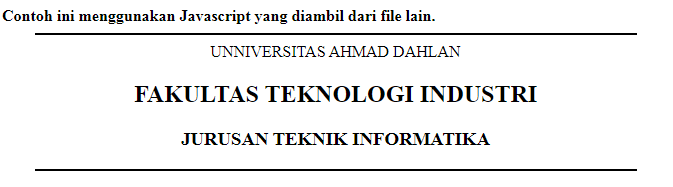 Contoh ini menggunakan Javascript yang diambil dari file lain.
UNNIVERSITAS AHMAD DAHLAN
FAKULTAS TEKNOLOGI INDUSTRI
JURUSAN TEKNIK INFORMATIKA